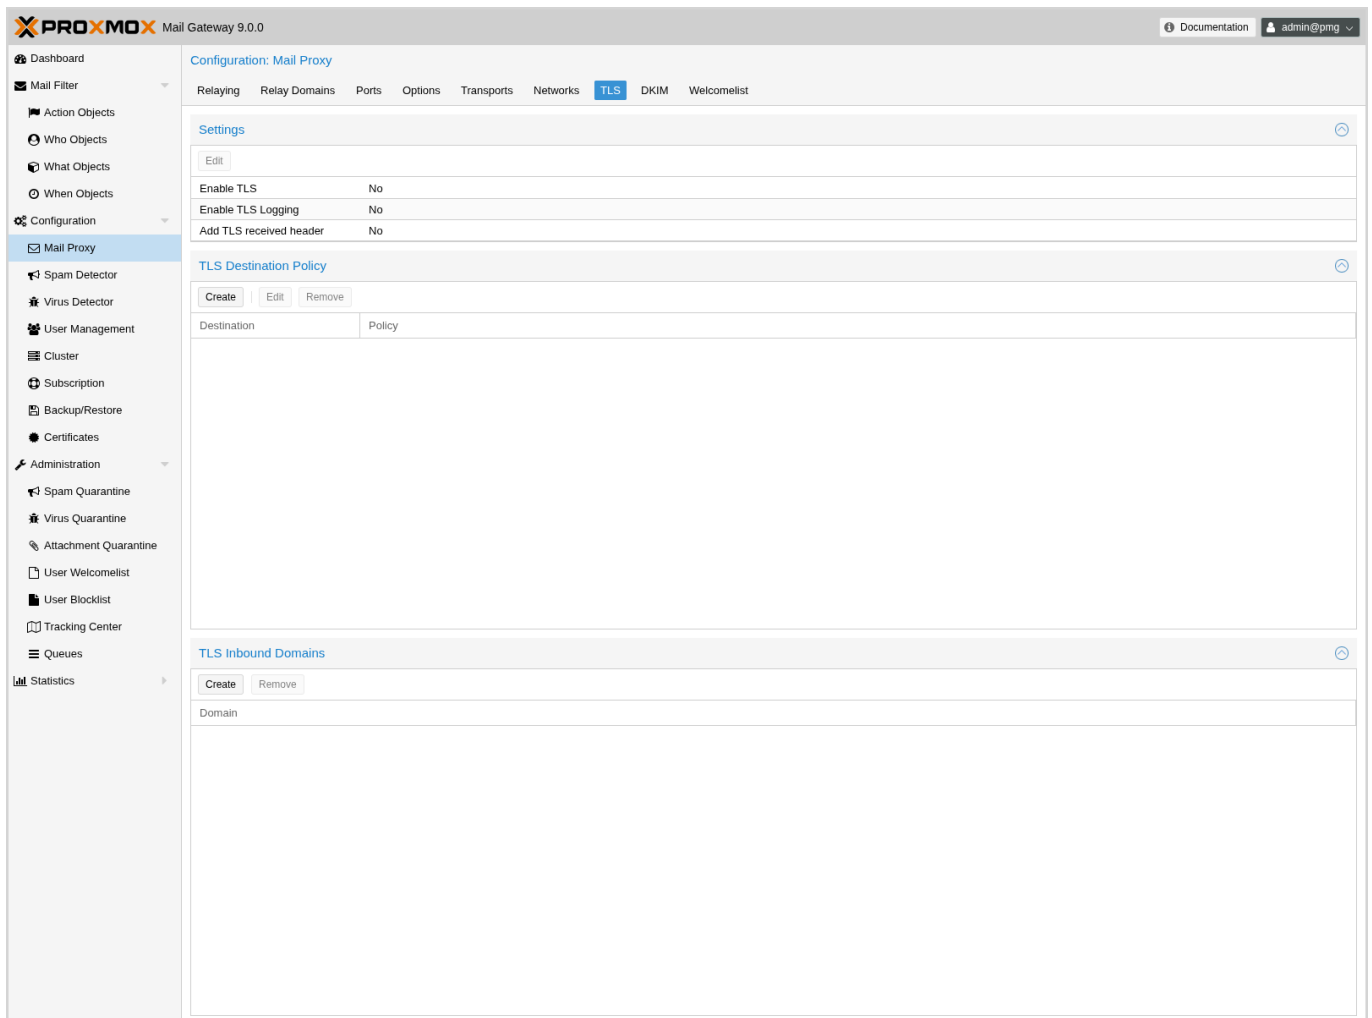 PROXMOX Mail Gateway 9.0.0
Documentation
admin@pmg
Dashboard
Mail Filter
Action Objects
Who Objects
What Objects
When Objects
Configuration
Mail Proxy
Spam Detector
Virus Detector
User Management
Cluster
Subscription
Backup/Restore
Certificates
Administration
Spam Quarantine
Virus Quarantine
Attachment Quarantine
User Welcomelist
User Blocklist
Tracking Center
Queues
Statistics
Configuration: Mail Proxy
Relaying Relay Domains Ports Options Transports Networks TLS DKIM Welcomelist
Settings
Edit
Enable TLS No
Enable TLS Logging No
Add TLS received header No
TLS Destination Policy
Create Edit Remove
Destination Policy
TLS Inbound Domains
Create Remove
Domain